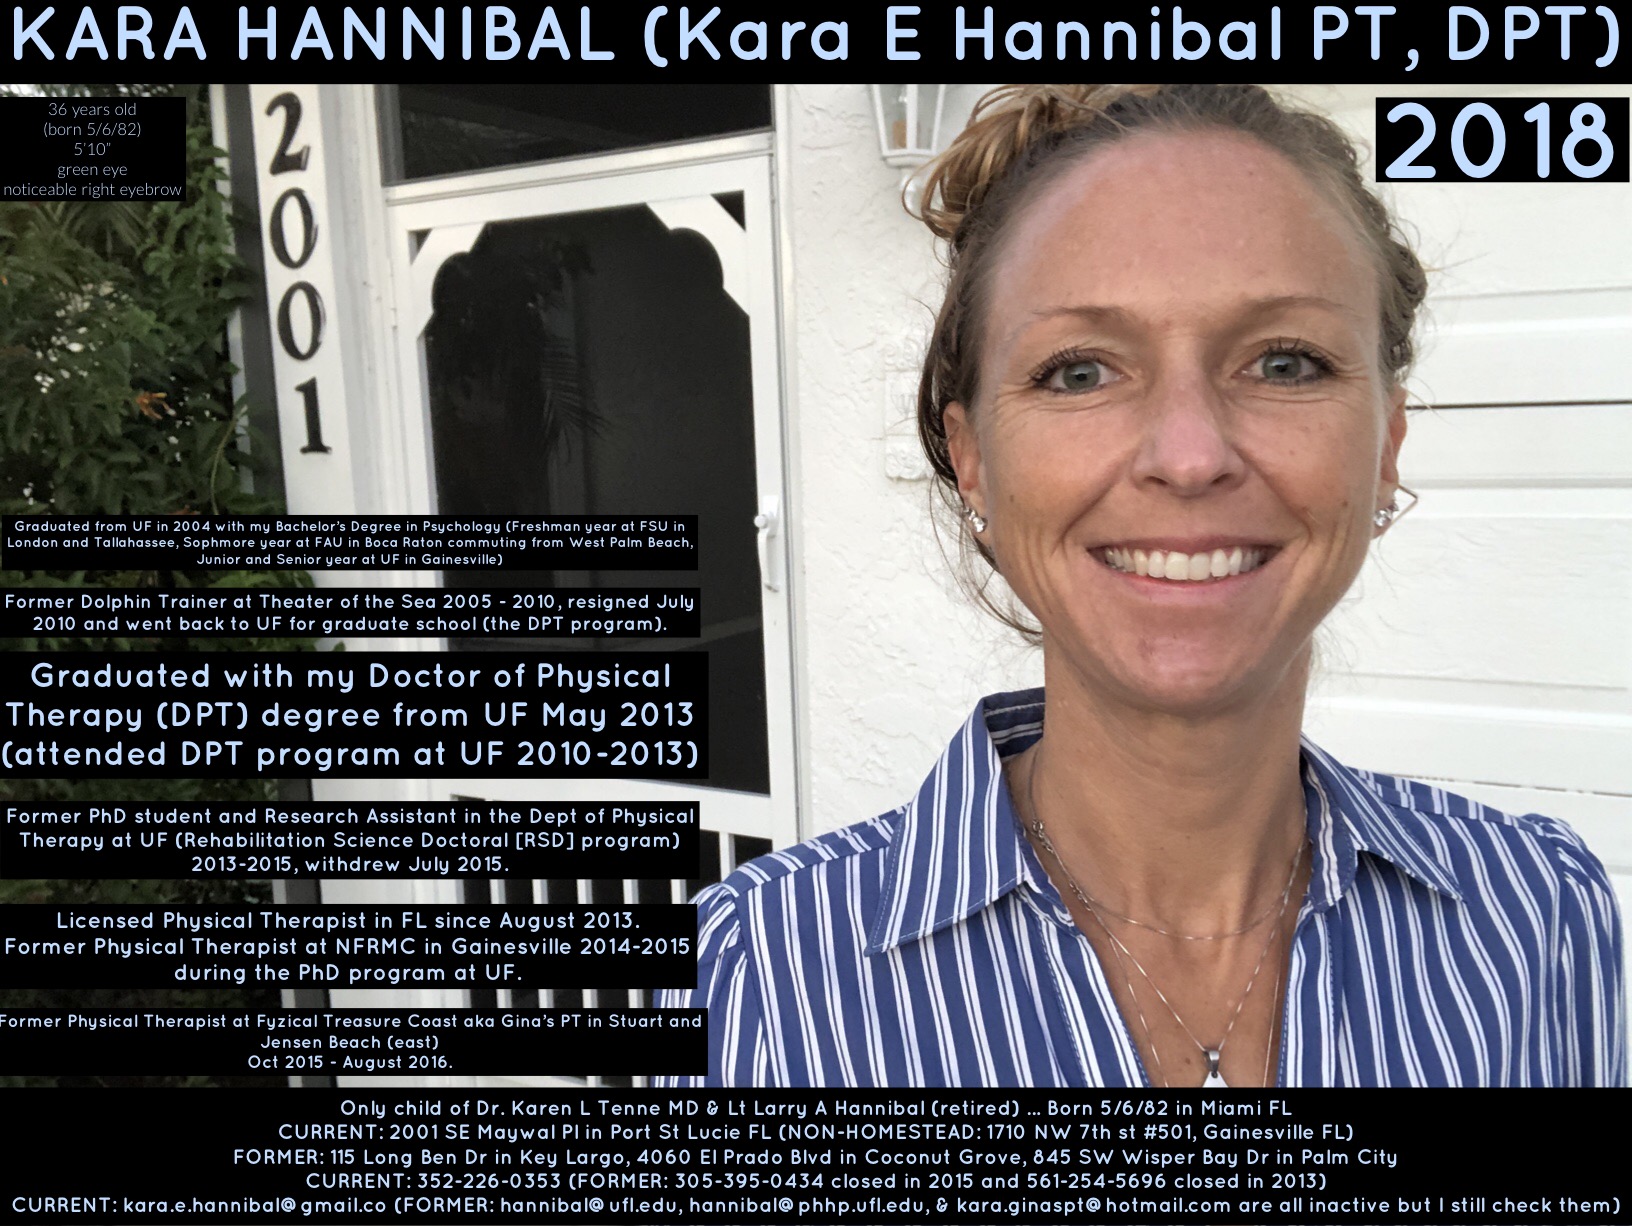 KARA HANNIBAL (Kara E Hannibal PT, DPT)
36 years old
(born 5/6/82)
5'10"
green eye
noticeable right eyebrow
2018
2001
Graduated from UF in 2004 with my Bachelor's Degree in Psychology (Freshman year at FSU in
London and Tallahassee, Sophmore year at FAU in Boca Raton commuting from West Palm Beach,
Junior and Senior year at UF in Gainesville)
Former Dolphin Trainer at Theater of the Sea 2005 - 2010, resigned July
2010 and went back to UF for graduate school (the DPT program).
Graduated with my Doctor of Physical
Therapy (DPT) degree from UF May 2013
(attended DPT program at UF 2010-2013)
Former PhD student and Research Assistant in the Dept of Physical
Therapy at UF (Rehabilitation Science Doctoral [RSD] program)
2013-2015, withdrew July 2015.
Licensed Physical Therapist in FL since August 2013.
Former Physical Therapist at NFRMC in Gainesville 2014-2015
during the PhD program at UF.
Former Physical Therapist at Fyzical Treasure Coast aka Gina's PT in Stuart and
Jensen Beach (east)
Oct 2015 - August 2016.
Only child of Dr. Karen L Tenne MD & Lt Larry A Hannibal (retired) ... Born 5/6/82 in Miami FL
CURRENT: 2001 SE Maywal Pl in Port St Lucie FL (NON-HOMESTEAD: 1710 NW 7th st #501, Gainesville FL)
FORMER: 115 Long Ben Dr in Key Largo, 4060 El Prado Blvd in Coconut Grove, 845 SW Wisper Bay Dr in Palm City
CURRENT: 352-226-0353 (FORMER: 305-395-0434 closed in 2015 and 561-254-5696 closed in 2013)
CURRENT: kara.e.hannibal@gmail.co (FORMER: hannibal@ufl.edu, hannibal@phhp.ufl.edu, & kara.ginaspt@hotmail.com are all inactive but I still check them)